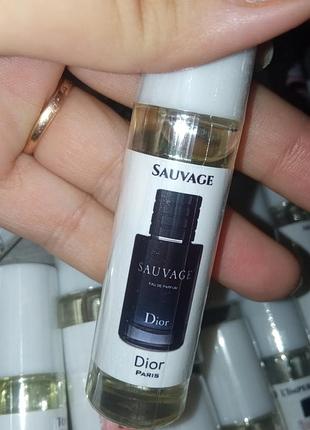 SAUVAGE
SAUVAGE
EAU DE PARFUM
Dior
Dior
PARIS